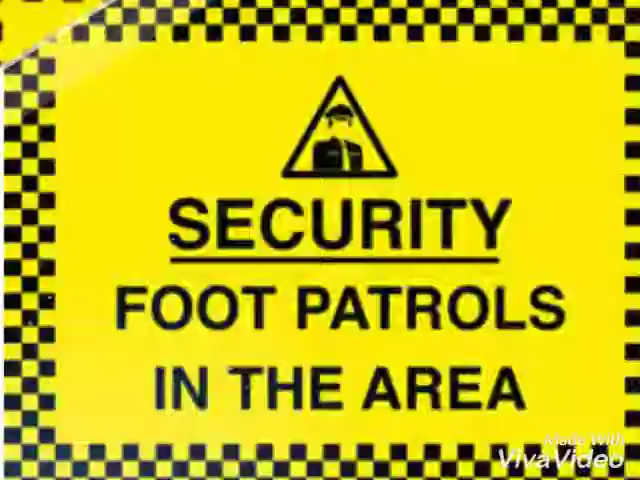 SECURITY
FOOT PATROLS
IN THE AREA
Made With
VivaVideo